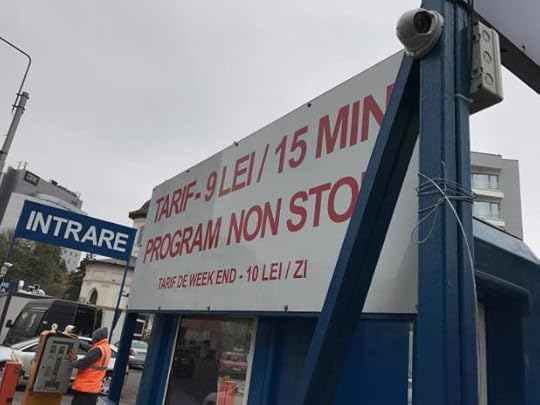 TARIF - 9 LEI / 15 MIN
PROGRAM NON STO
TARIF DE WEEK END - 10 LEI / ZI
INTRARE